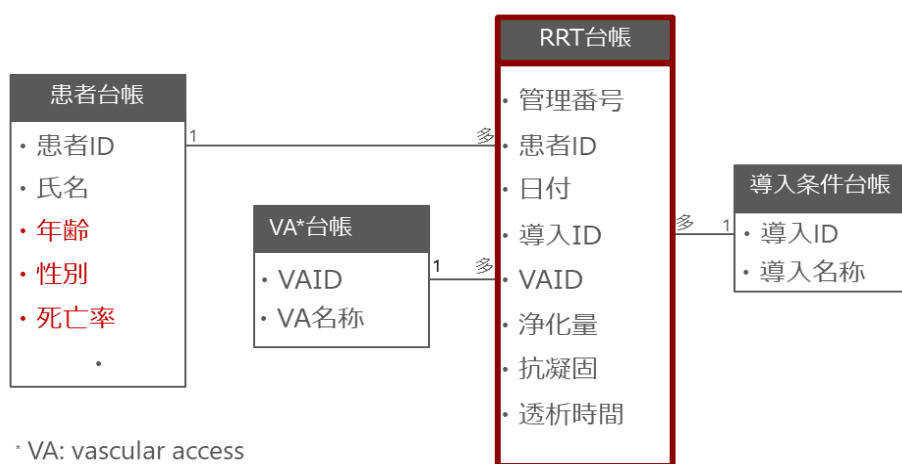 患者台帳
・患者ID
・氏名
・年齢
・性別
・死亡率
・
1
多
VA*台帳
・VAID
・VA名称
1
多
RRT台帳
・管理番号
・患者ID
・日付
・導入ID
・VAID
・浄化量
・抗凝固
・透析時間
多
1
導入条件台帳
・導入ID
・導入名称
* VA: vascular access